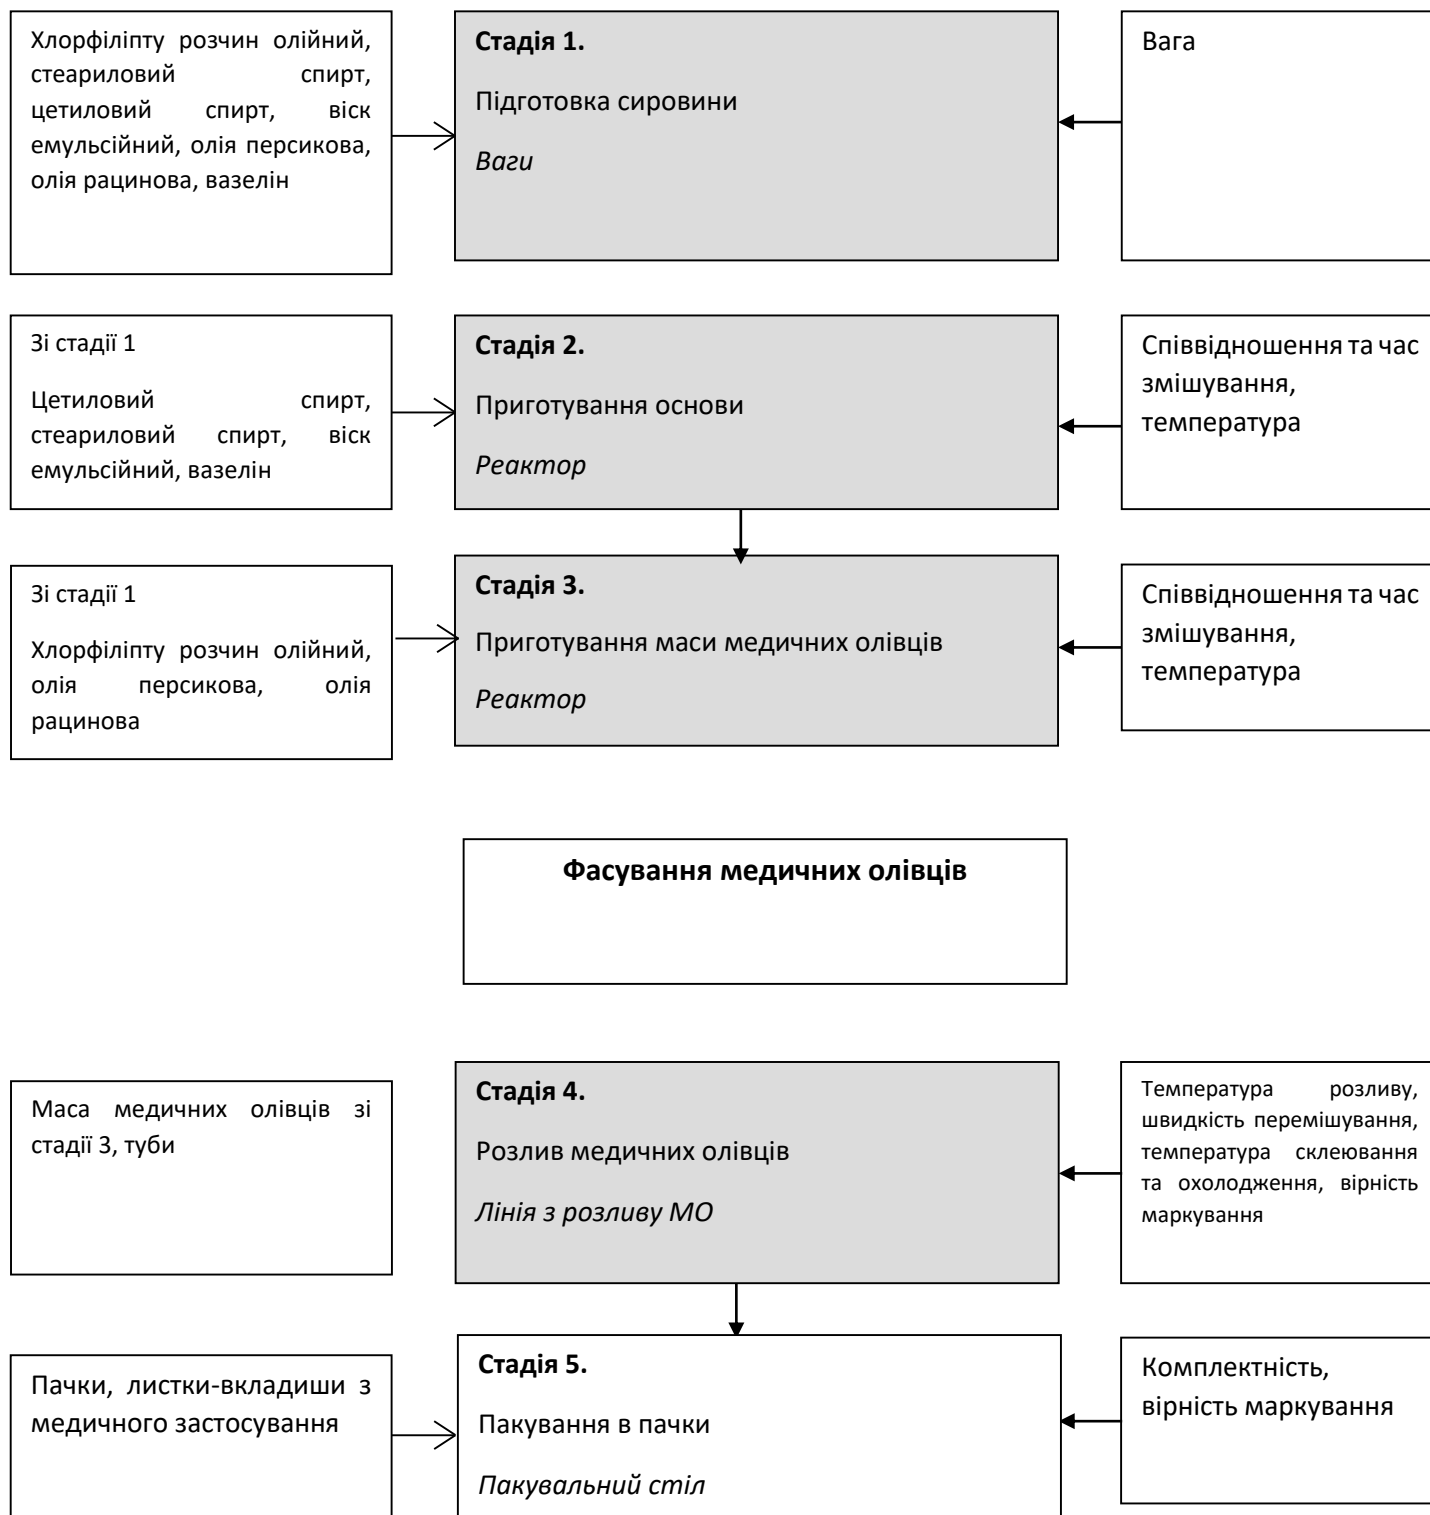 Хлорфіліпту розчин олійний,
стеариловий спирт,
цетиловий спирт, віск
емульсійний, олія персикова,
олія рацинова, вазелін
Стадія 1.
Підготовка сировини
Ваги
Вага
Зі стадії 1
Цетиловий спирт,
стеариловий спирт, віск
емульсійний, вазелін
Стадія 2.
Приготування основи
Реактор
Співвідношення та час
змішування,
температура
Зі стадії 1
Хлорфіліпту розчин олійний,
олія персикова, олія
рацинова
Стадія 3.
Приготування маси медичних олівців
Реактор
Співвідношення та час
змішування,
температура
Фасування медичних олівців
Маса медичних олівців зі
стадії 3, туби
Стадія 4.
Розлив медичних олівців
Лінія з розливу МО
Температура розливу,
швидкість перемішування,
температура склеювання
та охолодження, вірність
маркування
Пачки, листки-вкладиши з
медичного застосування
Стадія 5.
Пакування в пачки
Пакувальний стіл
Комплектність,
вірність маркування